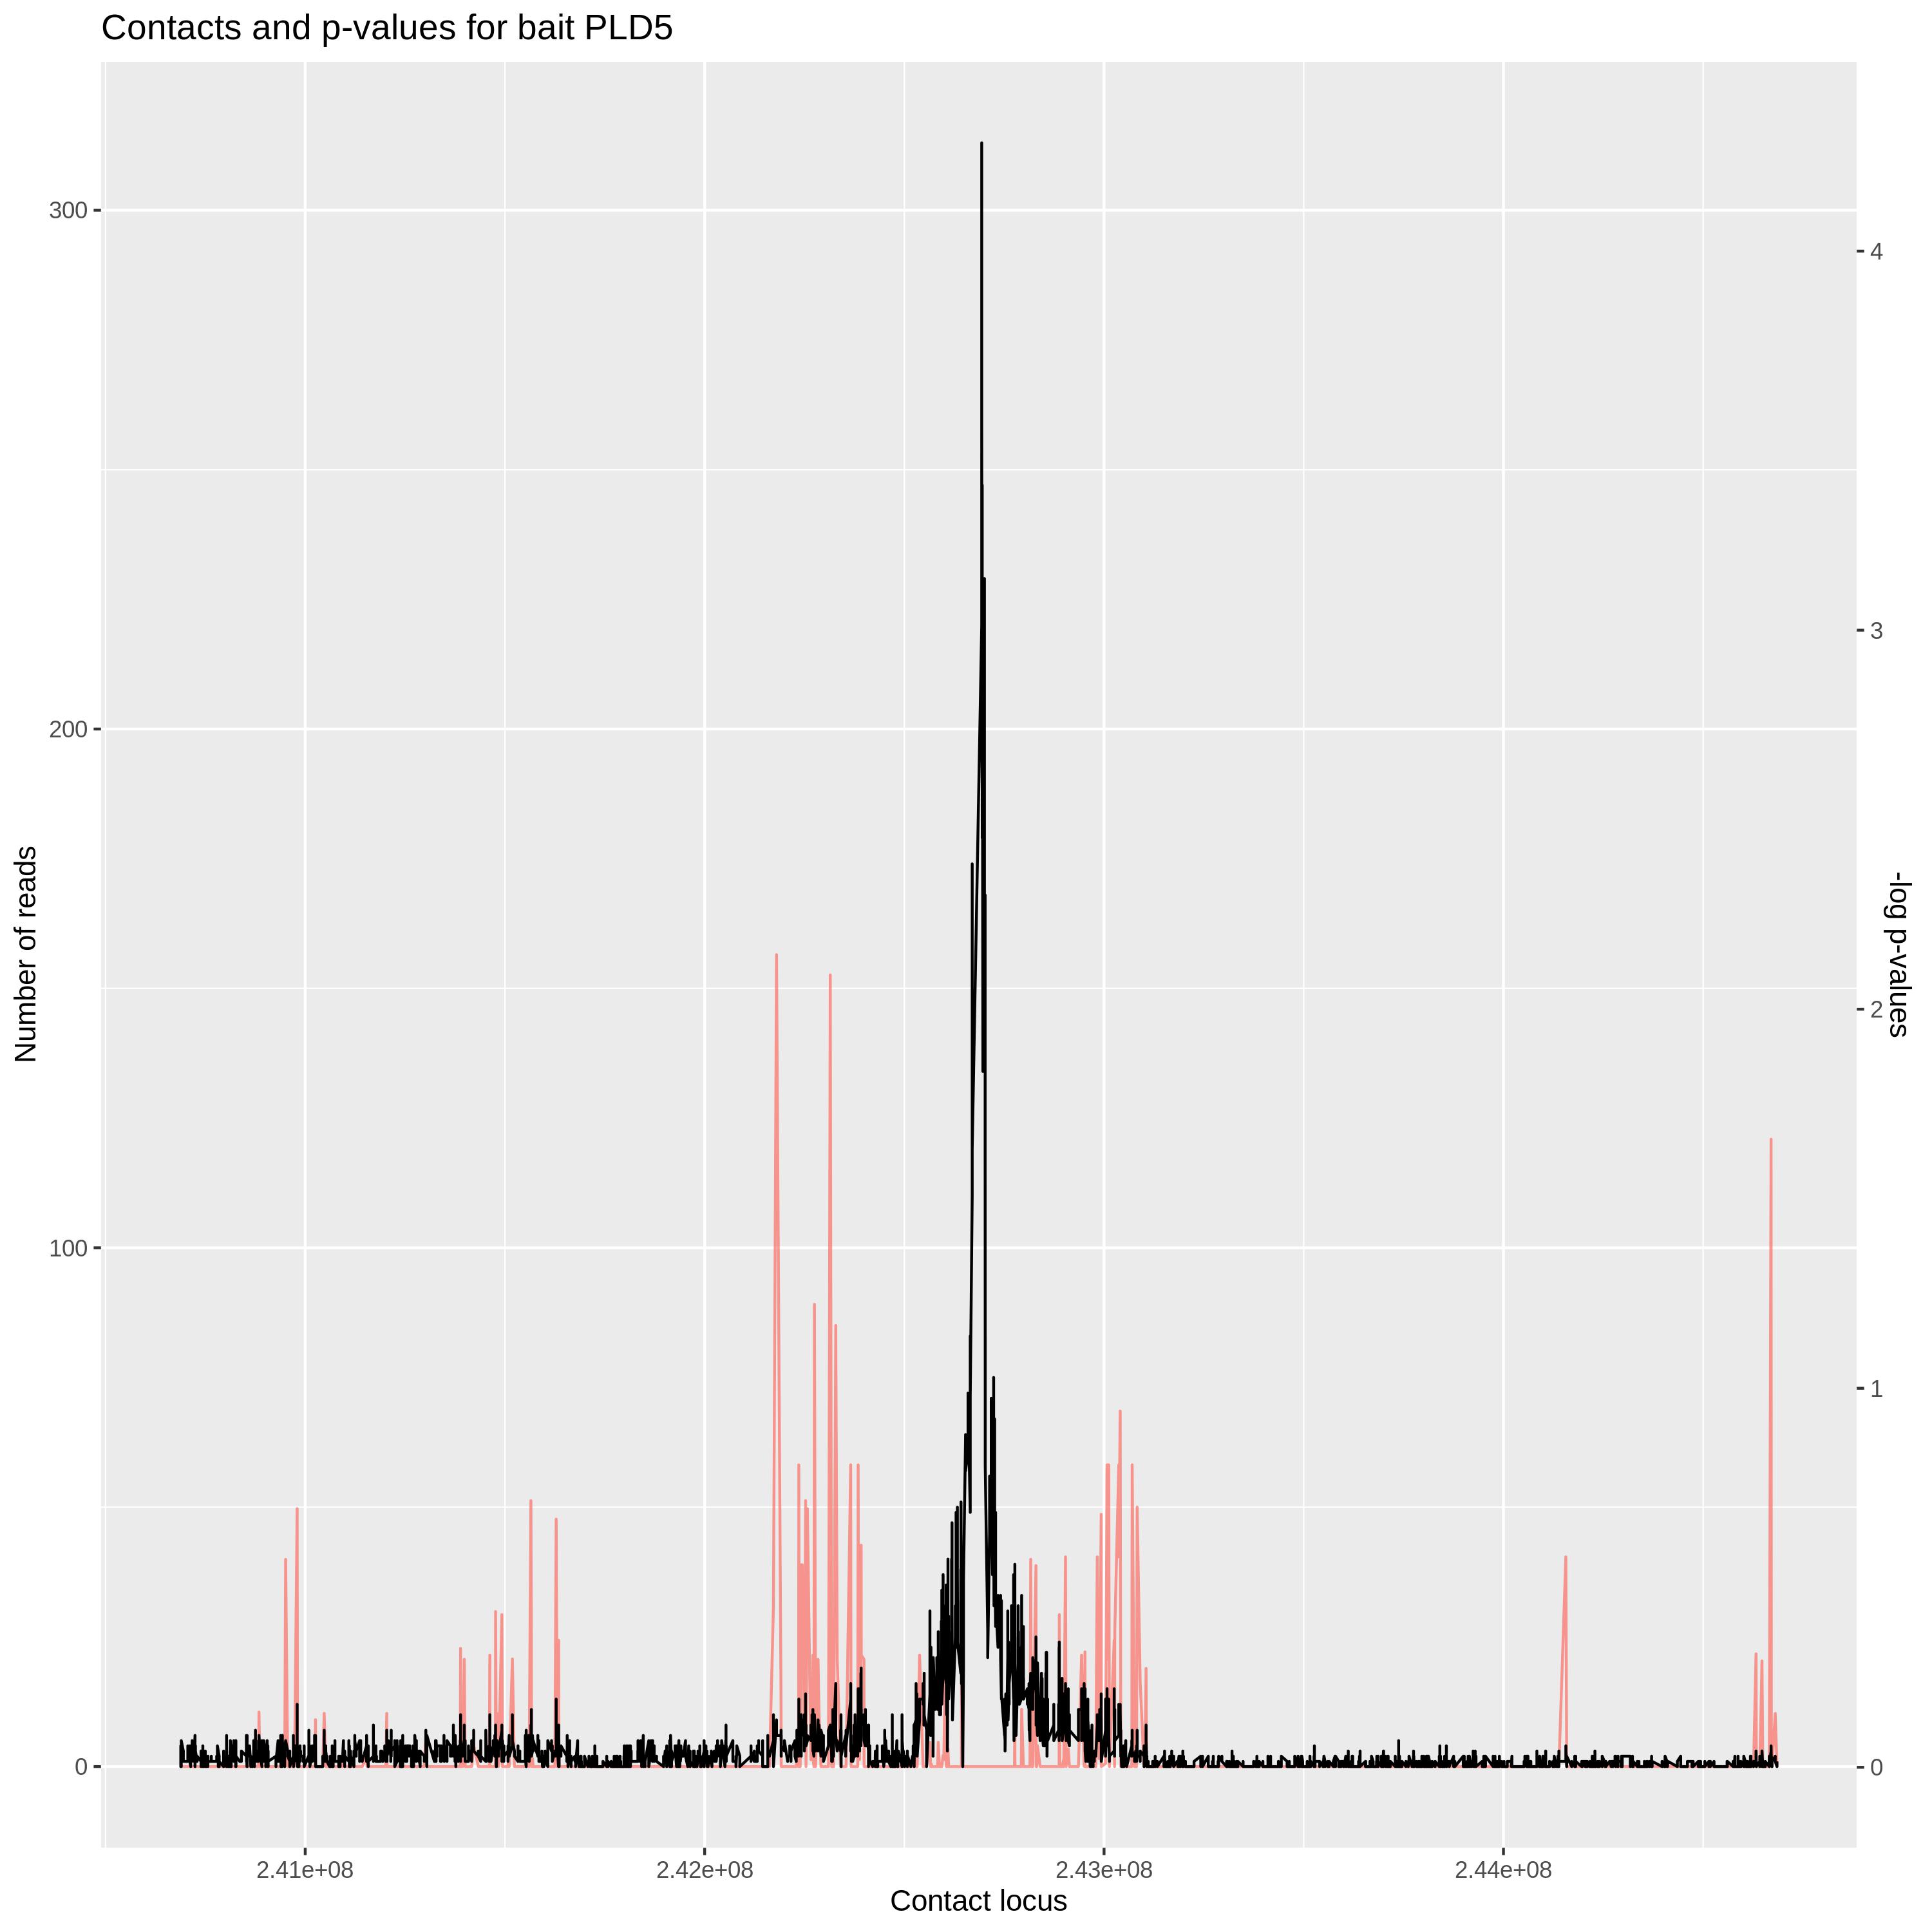 Contacts and p-values for bait PLD5
Number of reads
300
200
100
0
4
3
2
1
0
-log p-values
2.41e+08
2.42e+08
2.43e+08
2.44e+08
Contact locus